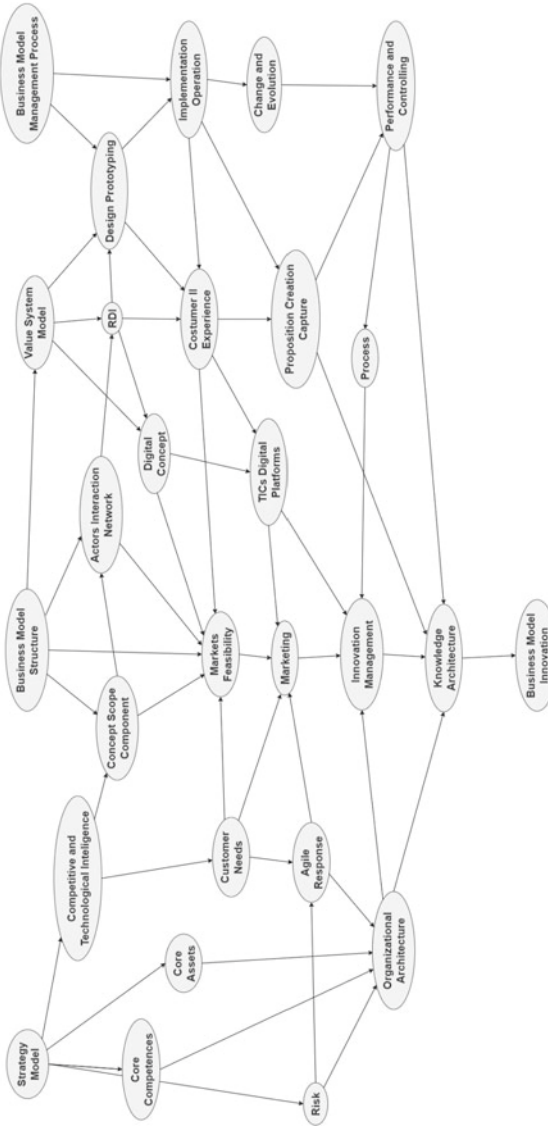 Strategy
Model
Business Model
Structure
Value System
Model
Business Model
Management Process
Competitive and
Technological Inteligence
Concept Scope
Component
Actors Interaction
Network
RDI
Design Prototyping
Core
Competences
Core
Assets
Digital
Concept
Implementation
Operation
Customer
Needs
Markets
Feasibility
Costumer II
Experience
Change and
Evolution
Risk
Agile
Response
Marketing
TICs Digital
Platforms
Proposition Creation
Capture
Innovation
Management
Process
Organizational
Architecture
Performance and
Controlling
Knowledge
Architecture
Business Model
Innovation